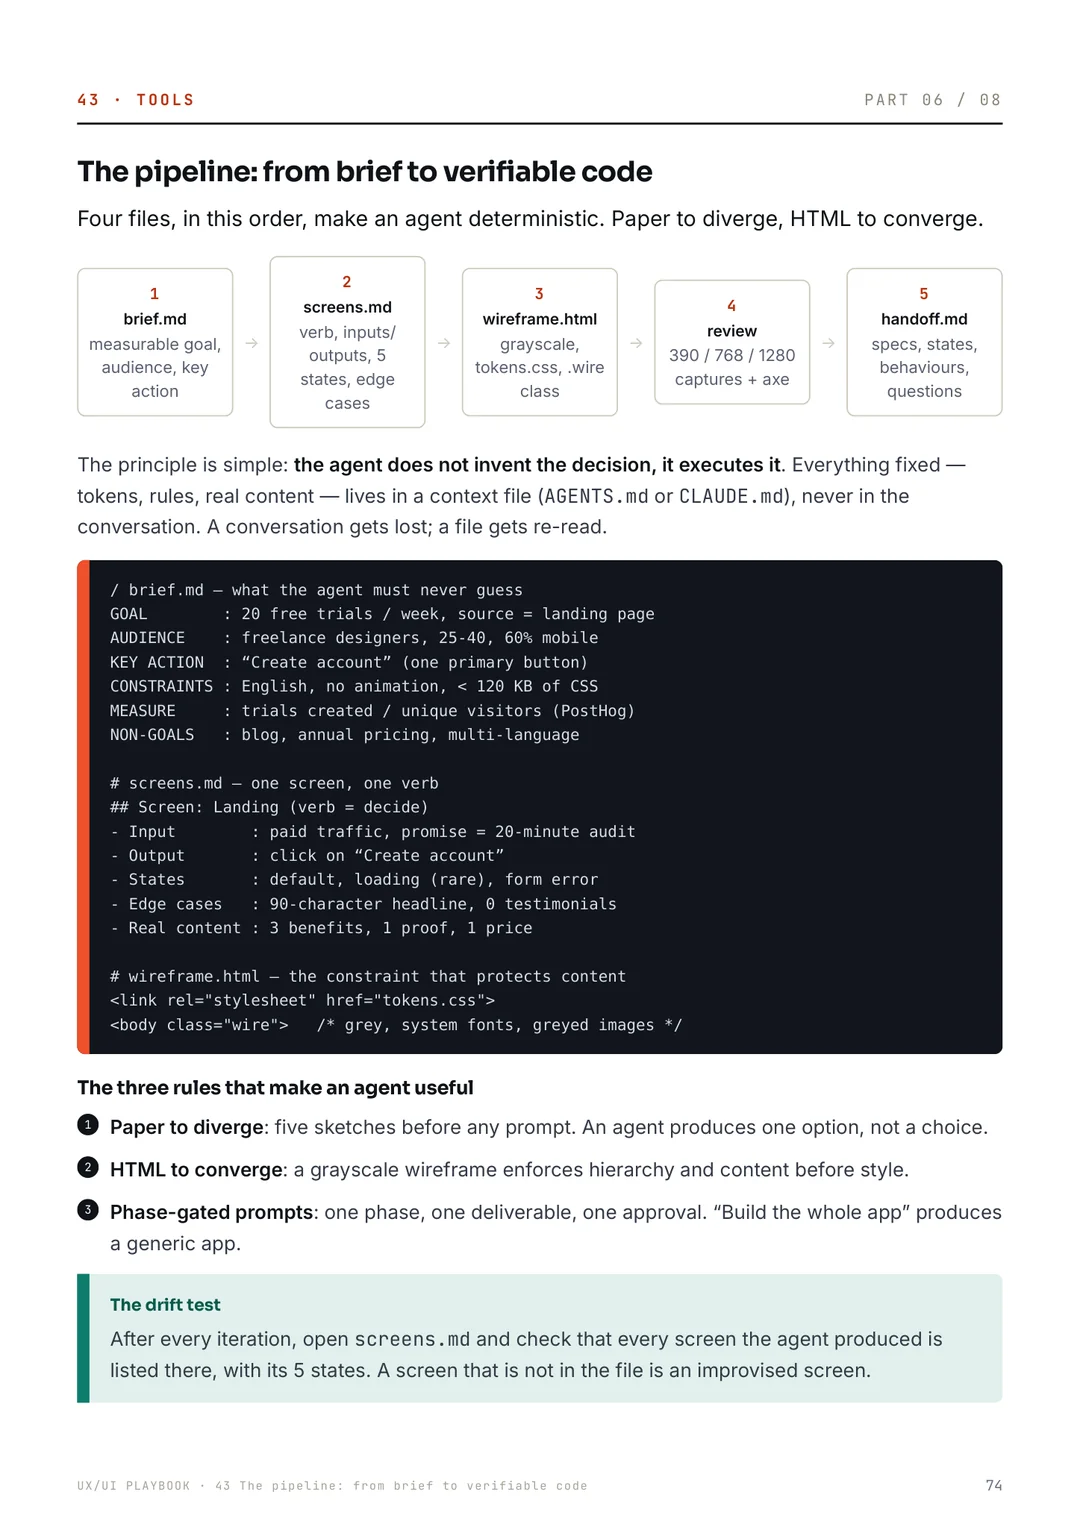 43 · TOOLS
PART 06 / 08
The pipeline: from brief to verifiable code
Four files, in this order, make an agent deterministic. Paper to diverge, HTML to converge.
1
brief.md
measurable goal,
audience, key
action
→
2
screens.md
verb, inputs/
outputs, 5
states, edge
cases
→
3
wireframe.html
grayscale,
tokens.css, .wire
class
→
4
review
390 / 768 / 1280
captures + axe
→
5
handoff.md
specs, states,
behaviours,
questions
The principle is simple: the agent does not invent the decision, it executes it. Everything fixed —
tokens, rules, real content — lives in a context file (AGENTS.md or CLAUDE.md), never in the
conversation. A conversation gets lost; a file gets re-read.
/ brief.md — what the agent must never guess
GOAL        : 20 free trials / week, source = landing page
AUDIENCE    : freelance designers, 25-40, 60% mobile
KEY ACTION  : “Create account” (one primary button)
CONSTRAINTS : English, no animation, < 120 KB of CSS
MEASURE     : trials created / unique visitors (PostHog)
NON-GOALS   : blog, annual pricing, multi-language
# screens.md — one screen, one verb
## Screen: Landing (verb = decide)
- Input        : paid traffic, promise = 20-minute audit
- Output       : click on “Create account”
- States       : default, loading (rare), form error
- Edge cases   : 90-character headline, 0 testimonials
- Real content : 3 benefits, 1 proof, 1 price
# wireframe.html — the constraint that protects content
<link rel="stylesheet" href="tokens.css">
<body class="wire">   /* grey, system fonts, greyed images */
The three rules that make an agent useful
1 Paper to diverge: five sketches before any prompt. An agent produces one option, not a choice.
2 HTML to converge: a grayscale wireframe enforces hierarchy and content before style.
3 Phase-gated prompts: one phase, one deliverable, one approval. “Build the whole app” produces
a generic app.
The drift test
After every iteration, open screens.md and check that every screen the agent produced is
listed there, with its 5 states. A screen that is not in the file is an improvised screen.
UX/UI PLAYBOOK · 43 The pipeline: from brief to verifiable code
74